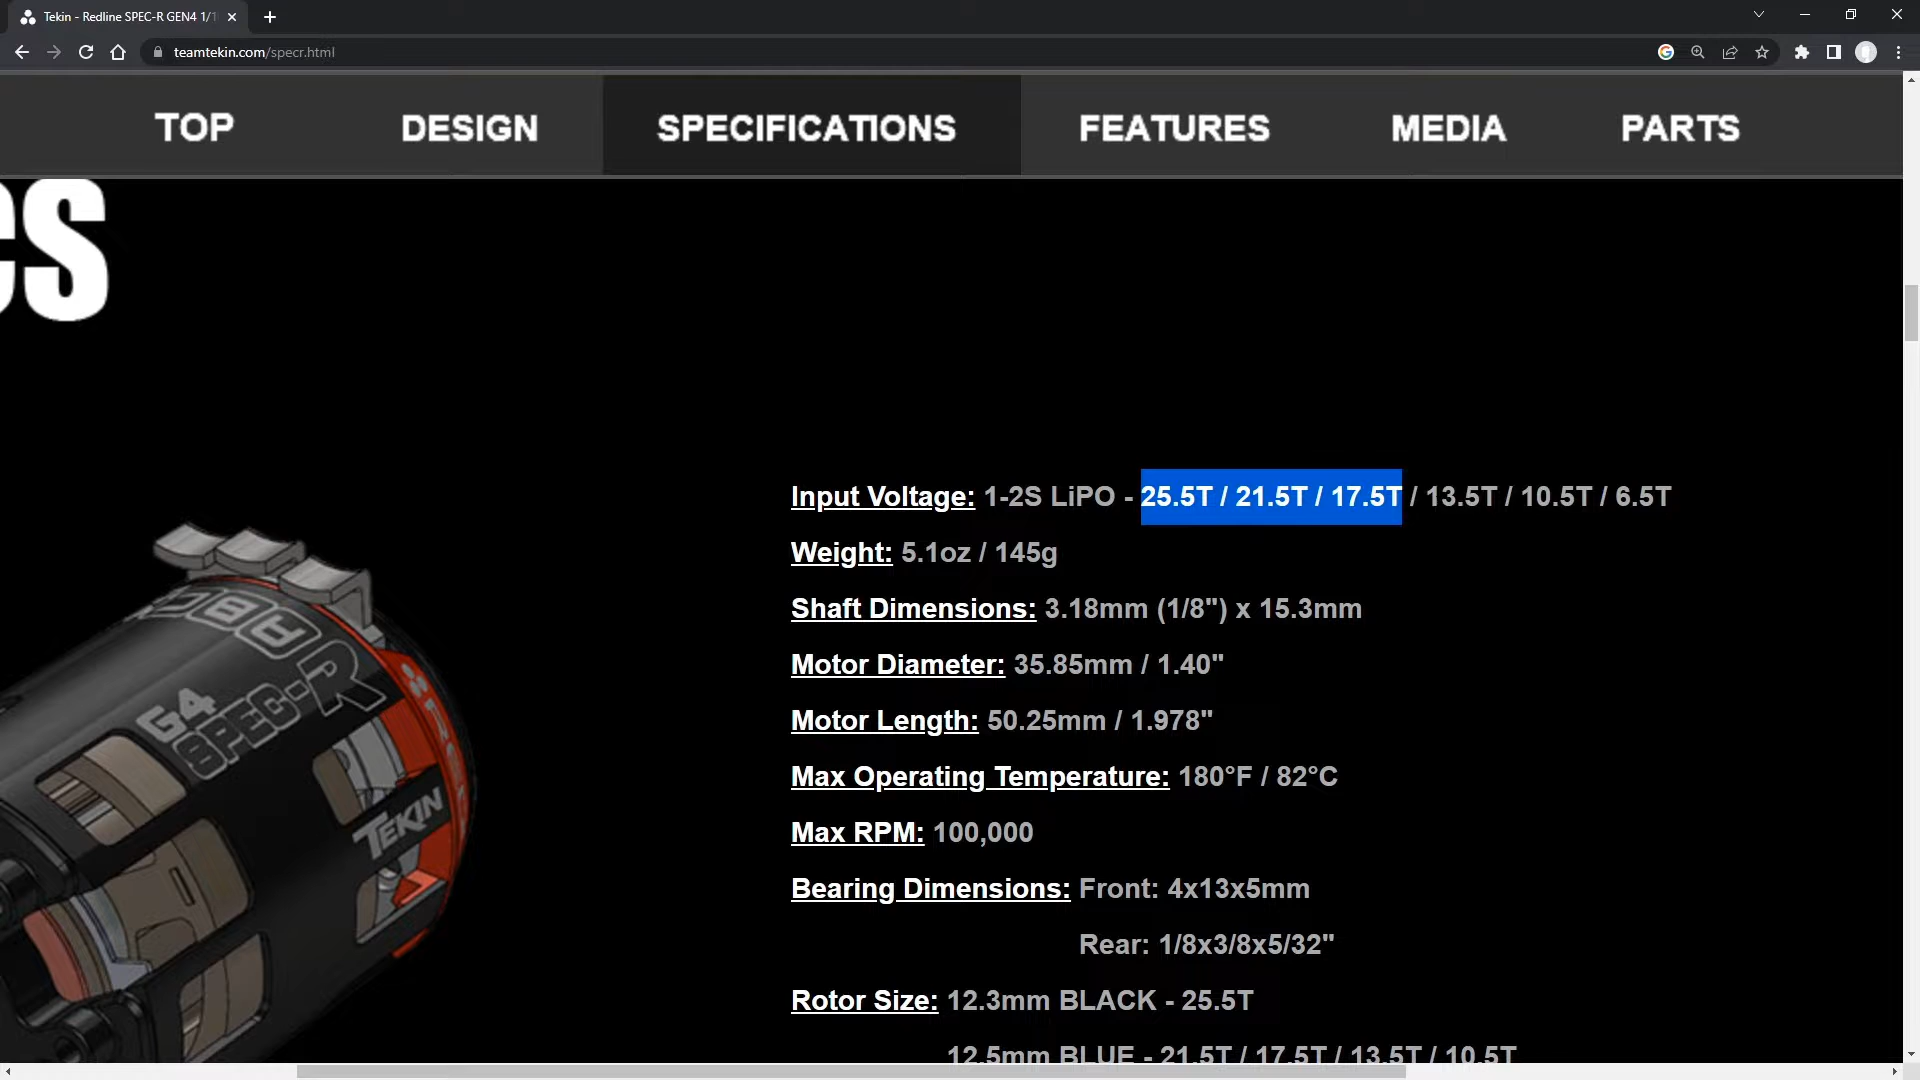 Tekin - Redline SPEC-R GEN4 1/1
teamtekin.com/specr.html
TOP DESIGN SPECIFICATIONS FEATURES MEDIA PARTS
cs
Input Voltage: 1-2S LiPO - 25.5T / 21.5T / 17.5T / 13.5T / 10.5T / 6.5T
Weight: 5.1oz / 145g
Shaft Dimensions: 3.18mm (1/8") x 15.3mm
Motor Diameter: 35.85mm / 1.40"
Motor Length: 50.25mm / 1.978"
Max Operating Temperature: 180°F / 82°C
Max RPM: 100,000
Bearing Dimensions: Front: 4x13x5mm
Rear: 1/8x3/8x5/32"
Rotor Size: 12.3mm BLACK - 25.5T
12.5mm BLUE - 21.5T / 17.5T / 13.5T / 10.5T
G4
SPEC-R
TEKIN